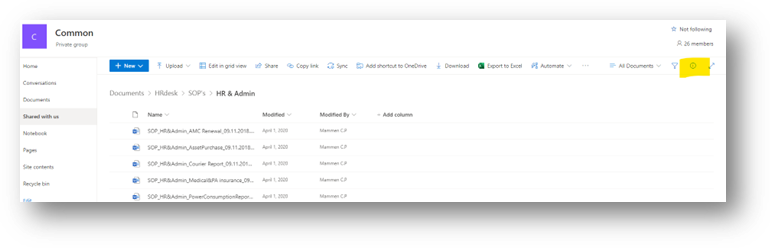 C
Common
Private group
Not following
26 members
Home
Conversations
Documents
Shared with us
Notebook
Pages
Site contents
Recycle bin
Edit
+ New
Upload
Edit in grid view
Share
Copy link
Sync
Add shortcut to OneDrive
Download
Export to Excel
Automate
...
All Documents
Documents > HRdesk > SOP's > HR & Admin
Name Modified Modified By + Add column
SOP_HR&Admin_AMC Renewal_09.11.2018... April 1, 2020 Mammen C.P
SOP_HR&Admin_AssetPurchase_09.11.2018... April 1, 2020 Mammen C.P
SOP_HR&Admin_Courier Report_09.11.201... April 1, 2020 Mammen C.P
SOP_HR&Admin_Medical&PA insurance_09... April 1, 2020 Mammen C.P
SOP_HR&Admin_PowerConsumptionRepor... April 1, 2020 Mammen C.P